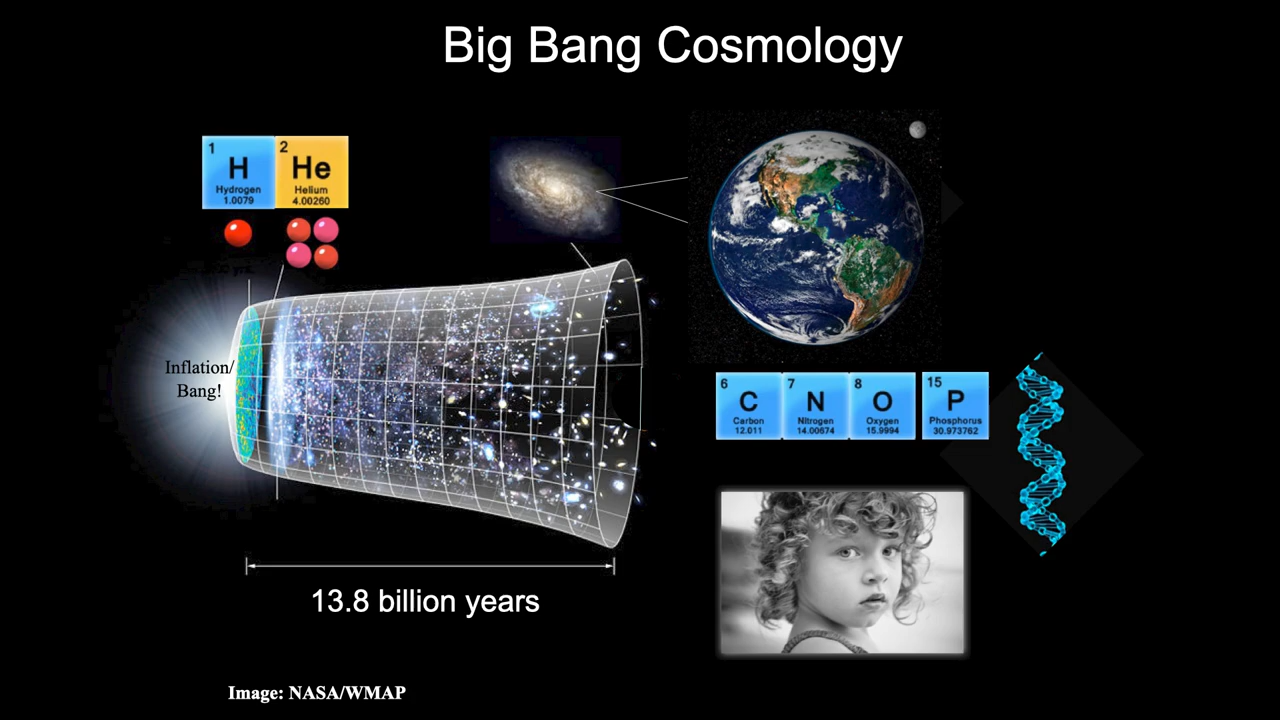 Big Bang Cosmology
1 2
H He
Hydrogen Helium
1.0079 4.00260
Inflation/
Bang!
6 7 8 15
C N O P
Carbon Nitrogen Oxygen Phosphorus
12.011 14.00674 15.9994 30.973762
13.8 billion years
Image: NASA/WMAP